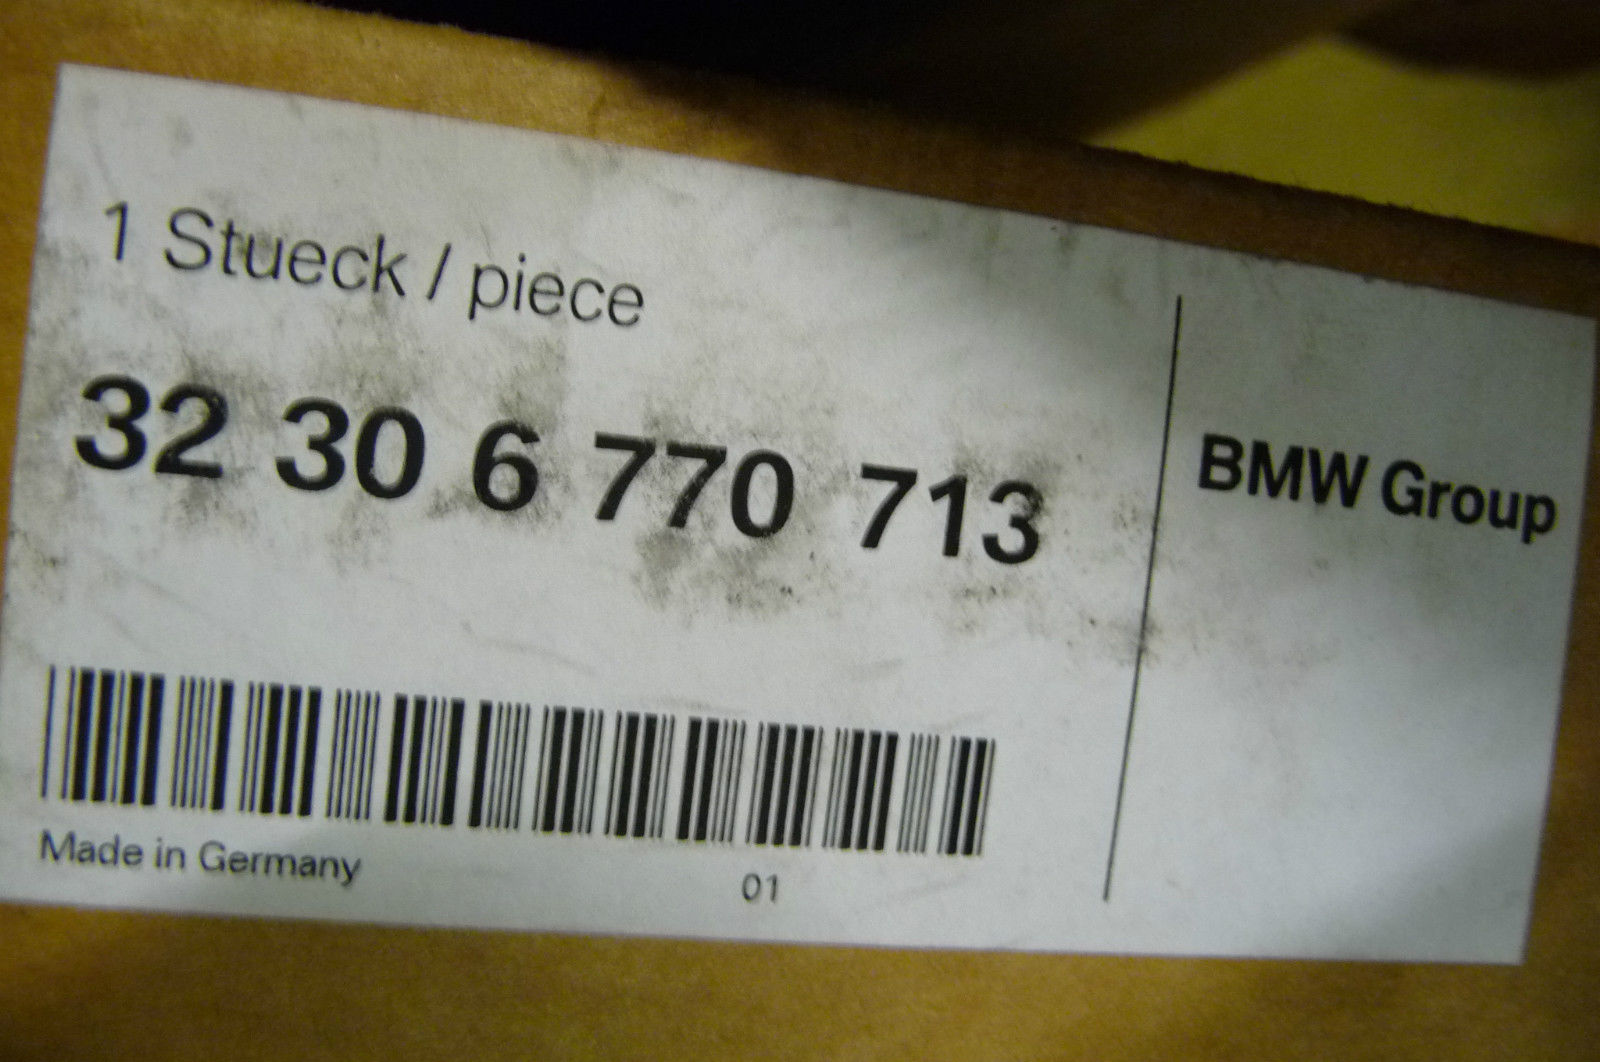 1 Stueck / piece
32 30 6 770 713
BMW Group
Made in Germany
01